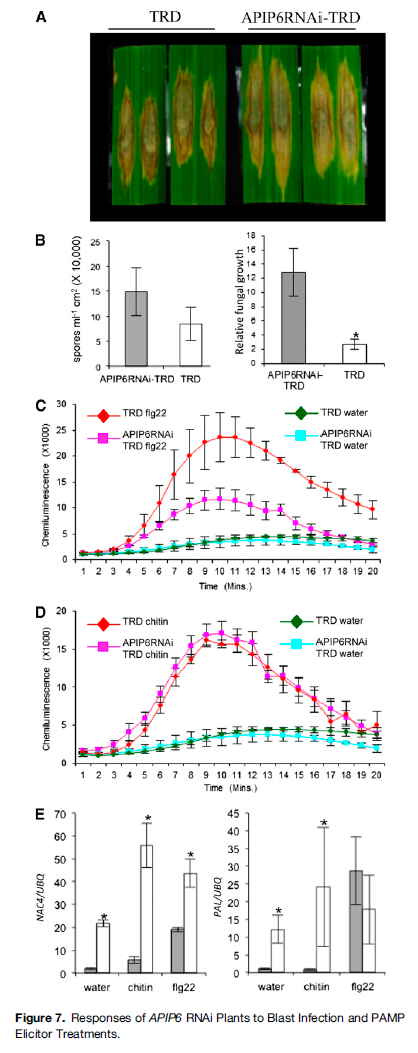 A
TRD
APIP6RNAi-TRD
B
spores ml-1 cm2 (X 10,000)
25
20
15
10
5
0
APIP6RNAi-TRD
TRD
Relative fungal growth
18
16
14
12
10
8
6
4
2
0
*
APIP6RNAi-
TRD
TRD
C
Chemiluminescence (X1000)
30
25
20
15
10
5
0
TRD flg22
APIP6RNAi
TRD flg22
TRD water
APIP6RNAi
TRD water
1 2 3 4 5 6 7 8 9 10 11 12 13 14 15 16 17 18 19 20
Time (Mins.)
D
Chemiluminescence (X1000)
20
15
10
5
0
TRD chitin
APIP6RNAi
TRD chitin
TRD water
APIP6RNAi
TRD water
1 2 3 4 5 6 7 8 9 10 11 12 13 14 15 16 17 18 19 20
Time (Mins.)
E
NAC4/UBQ
70
60
50
40
30
20
10
0
* * *
water chitin flg22
PAL/UBQ
45
40
35
30
25
20
15
10
5
0
* *
water chitin flg22
Figure 7. Responses of APIP6 RNAi Plants to Blast Infection and PAMP
Elicitor Treatments.